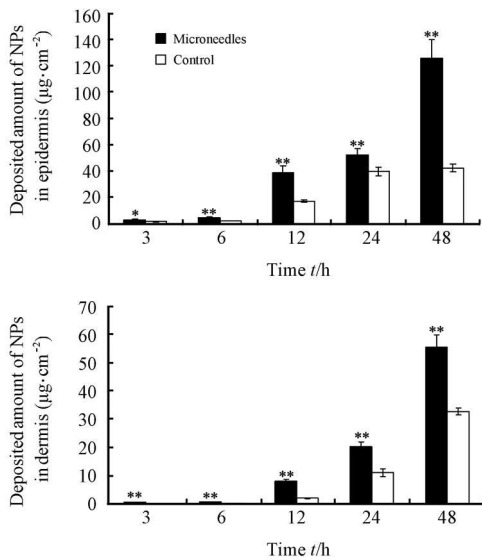 Deposited amount of NPs
in epidermis (μg·cm⁻²)
160
140
120
100
80
60
40
20
0
Microneedles
Control
*
**
**
**
**
3 6 12 24 48
Time t/h
Deposited amount of NPs
in dermis (μg·cm⁻²)
70
60
50
40
30
20
10
0
**
**
**
**
**
3 6 12 24 48
Time t/h